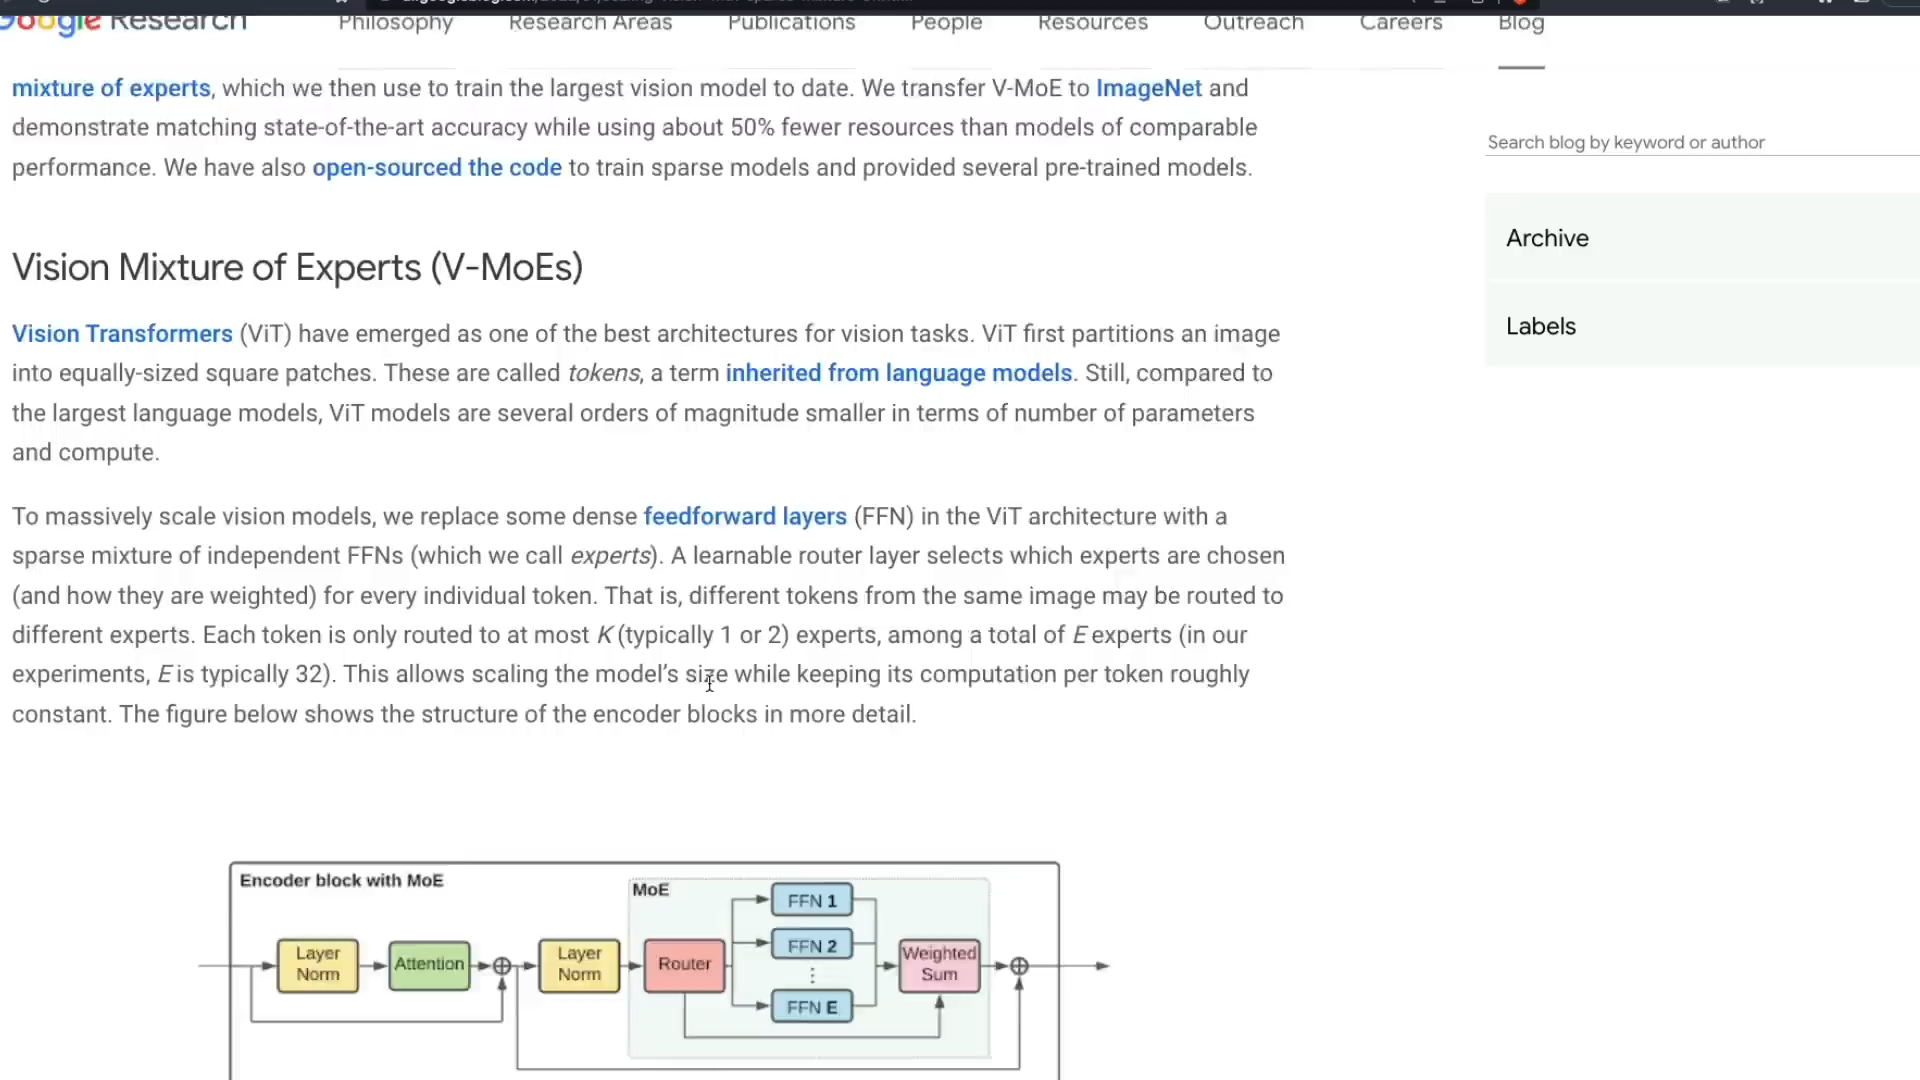 Google Research Philosophy Research Areas Publications People Resources Outreach Careers Blog
mixture of experts, which we then use to train the largest vision model to date. We transfer V-MoE to ImageNet and
demonstrate matching state-of-the-art accuracy while using about 50% fewer resources than models of comparable
performance. We have also open-sourced the code to train sparse models and provided several pre-trained models.
Search blog by keyword or author
Archive
Labels
Vision Mixture of Experts (V-MoEs)
Vision Transformers (ViT) have emerged as one of the best architectures for vision tasks. ViT first partitions an image
into equally-sized square patches. These are called tokens, a term inherited from language models. Still, compared to
the largest language models, ViT models are several orders of magnitude smaller in terms of number of parameters
and compute.
To massively scale vision models, we replace some dense feedforward layers (FFN) in the ViT architecture with a
sparse mixture of independent FFNs (which we call experts). A learnable router layer selects which experts are chosen
(and how they are weighted) for every individual token. That is, different tokens from the same image may be routed to
different experts. Each token is only routed to at most K (typically 1 or 2) experts, among a total of E experts (in our
experiments, E is typically 32). This allows scaling the model’s size while keeping its computation per token roughly
constant. The figure below shows the structure of the encoder blocks in more detail.
Encoder block with MoE
Layer
Norm
Attention
Layer
Norm
MoE
Router
FFN 1
FFN 2
FFN E
Weighted
Sum